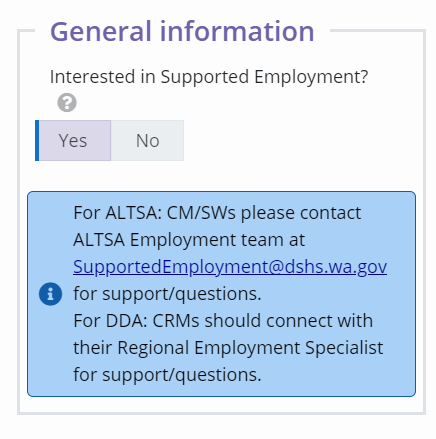 General information
Interested in Supported Employment?
?
Yes No
For ALTSA: CM/SWs please contact
ALTSA Employment team at
SupportedEmployment@dshs.wa.gov
for support/questions.
For DDA: CRMs should connect with
their Regional Employment Specialist
for support/questions.